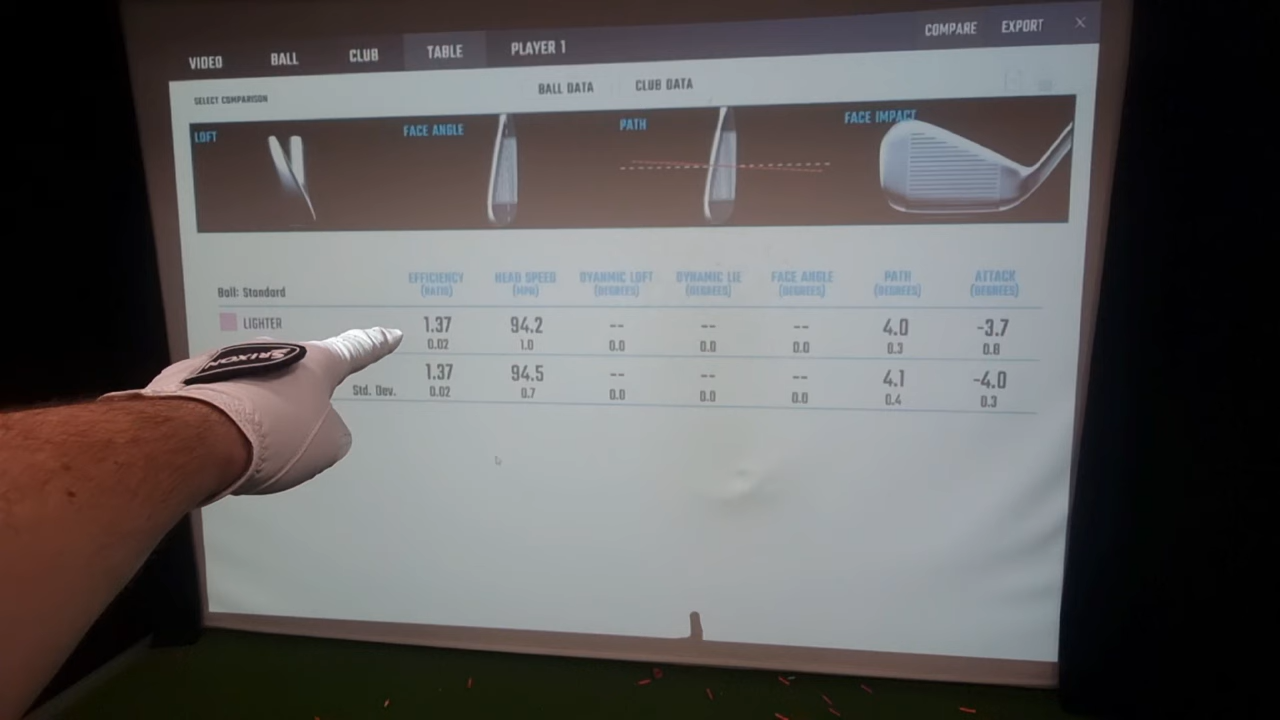 VIDEO BALL CLUB TABLE PLAYER 1 COMPARE EXPORT X
BALL DATA CLUB DATA
SELECT COMPARISON
LOFT FACE ANGLE PATH FACE IMPACT
EFFICIENCY HEAD SPEED DYANMIC LOFT DYNAMIC LIE FACE ANGLE PATH ATTACK
Ball: Standard (RATIO) (MPH) (DEGREES) (DEGREES) (DEGREES) (DEGREES) (DEGREES)
LIGHTER 1.37 94.2 -- -- -- 4.0 -3.7
0.02 1.0 0.0 0.0 0.0 0.3 0.8
1.37 94.5 -- -- -- 4.1 -4.0
Std. Dev. 0.02 0.7 0.0 0.0 0.0 0.4 0.3
SRIXON